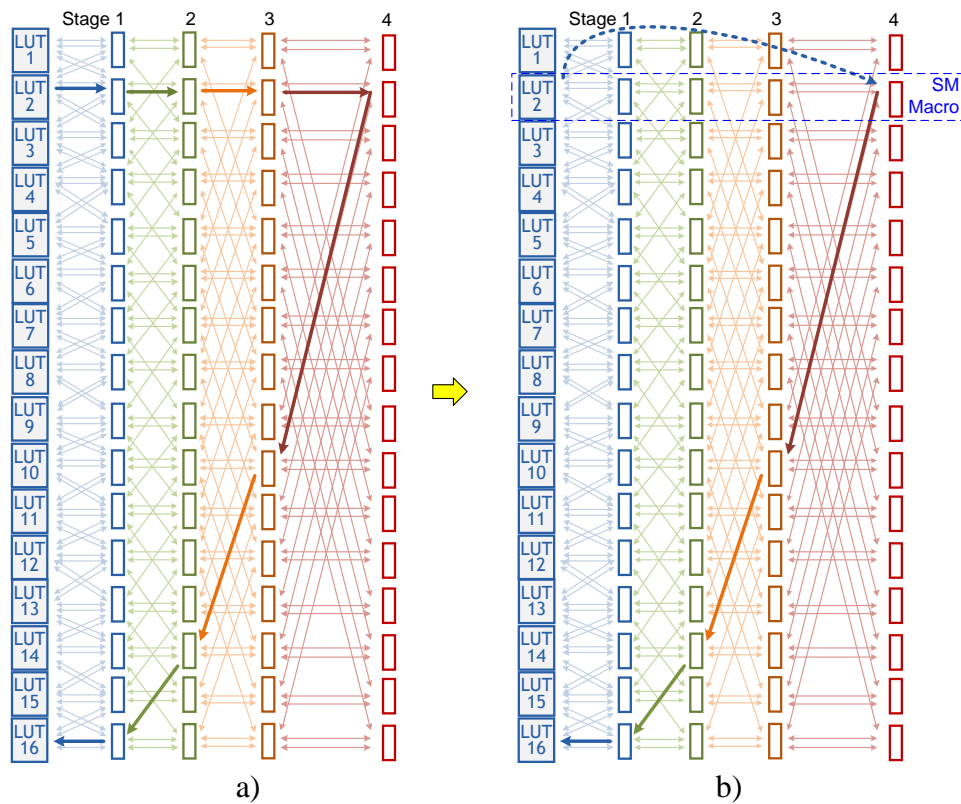 Stage 1 2 3 4
LUT
1
LUT
2
LUT
3
LUT
4
LUT
5
LUT
6
LUT
7
LUT
8
LUT
9
LUT
10
LUT
11
LUT
12
LUT
13
LUT
14
LUT
15
LUT
16
a)
Stage 1 2 3 4
LUT
1
LUT
2
SM
Macro
LUT
3
LUT
4
LUT
5
LUT
6
LUT
7
LUT
8
LUT
9
LUT
10
LUT
11
LUT
12
LUT
13
LUT
14
LUT
15
LUT
16
b)